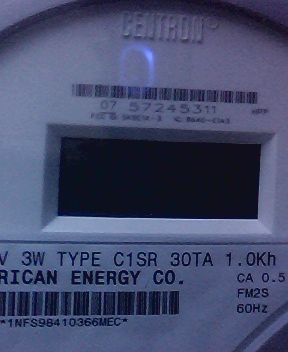 CENTRON®
07 57245311
V 3W TYPE C1SR 30TA 1.0Kh
RICAN ENERGY CO.
CA 0.5
FM2S
60Hz
*1NFS98410366MEC*